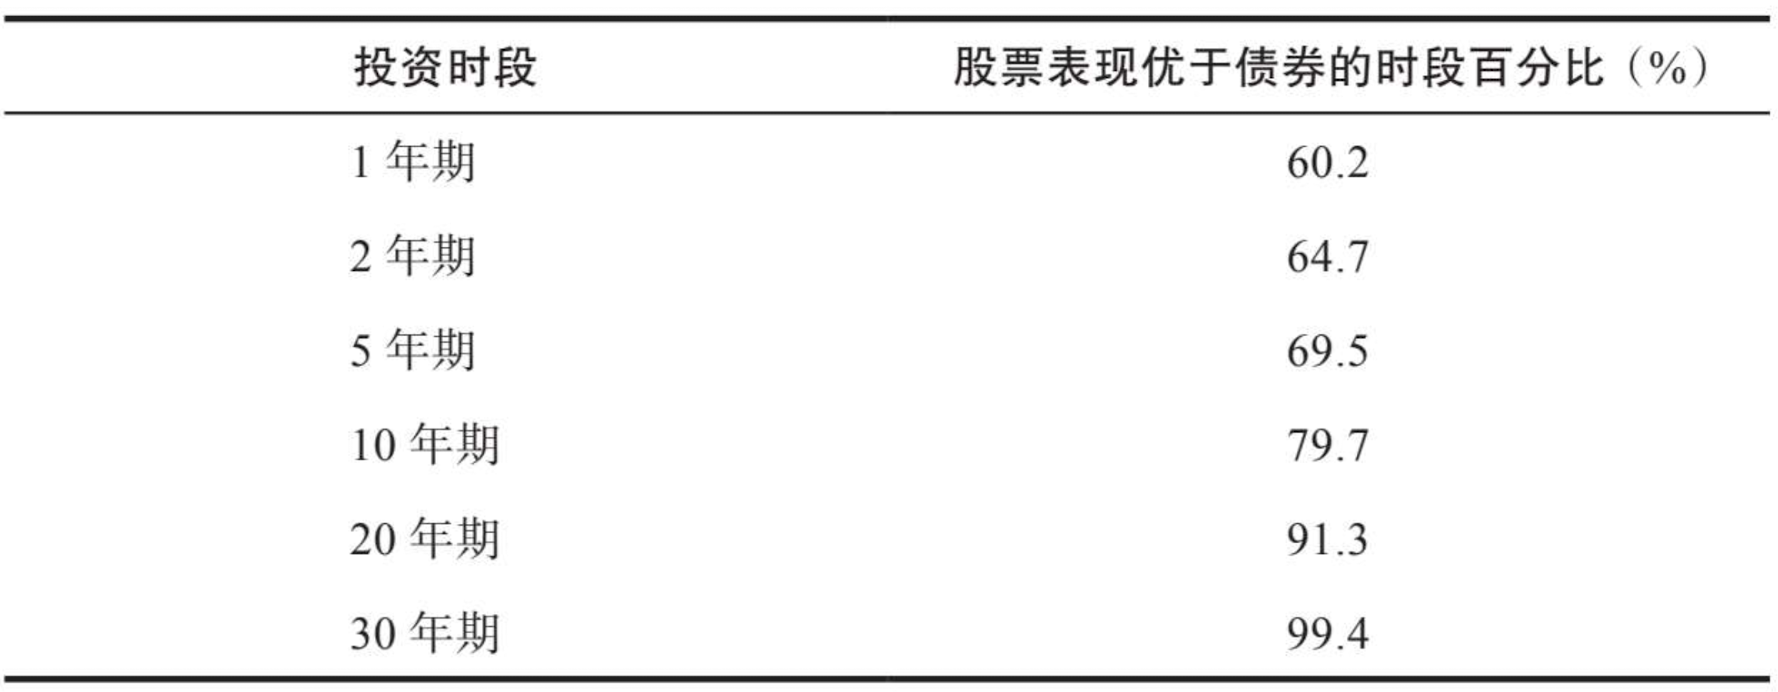 投资时段 股票表现优于债券的时段百分比（%）
1 年期 60.2
2 年期 64.7
5 年期 69.5
10 年期 79.7
20 年期 91.3
30 年期 99.4